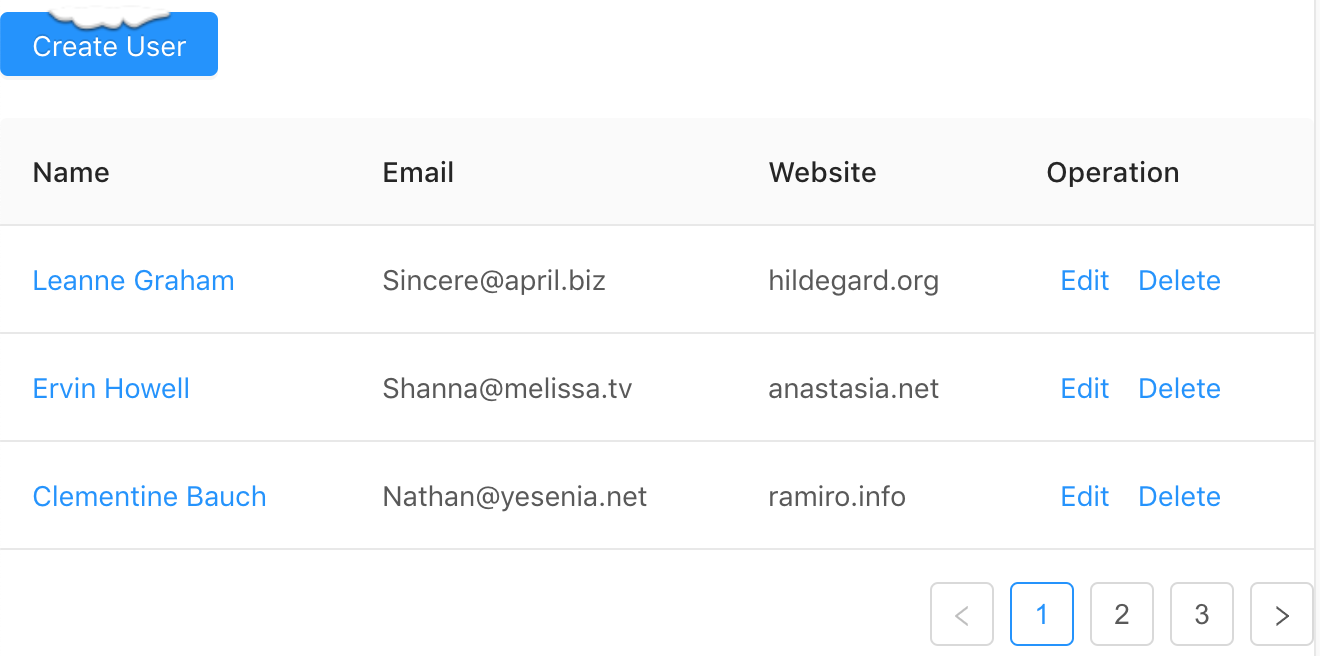 Create User
Name Email Website Operation
Leanne Graham Sincere@april.biz hildegard.org Edit Delete
Ervin Howell Shanna@melissa.tv anastasia.net Edit Delete
Clementine Bauch Nathan@yesenia.net ramiro.info Edit Delete
< 1 2 3 >